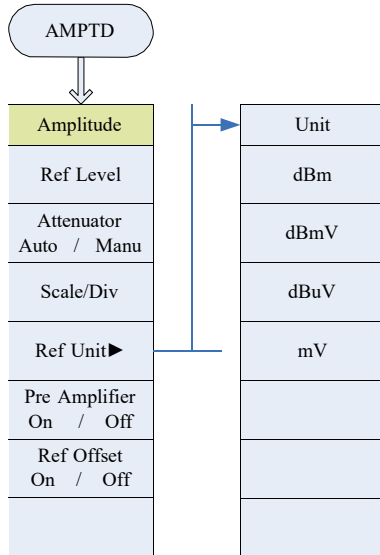 AMPTD
Amplitude
Ref Level
Attenuator
Auto / Manu
Scale/Div
Ref Unit►
Pre Amplifier
On / Off
Ref Offset
On / Off
Unit
dBm
dBmV
dBuV
mV